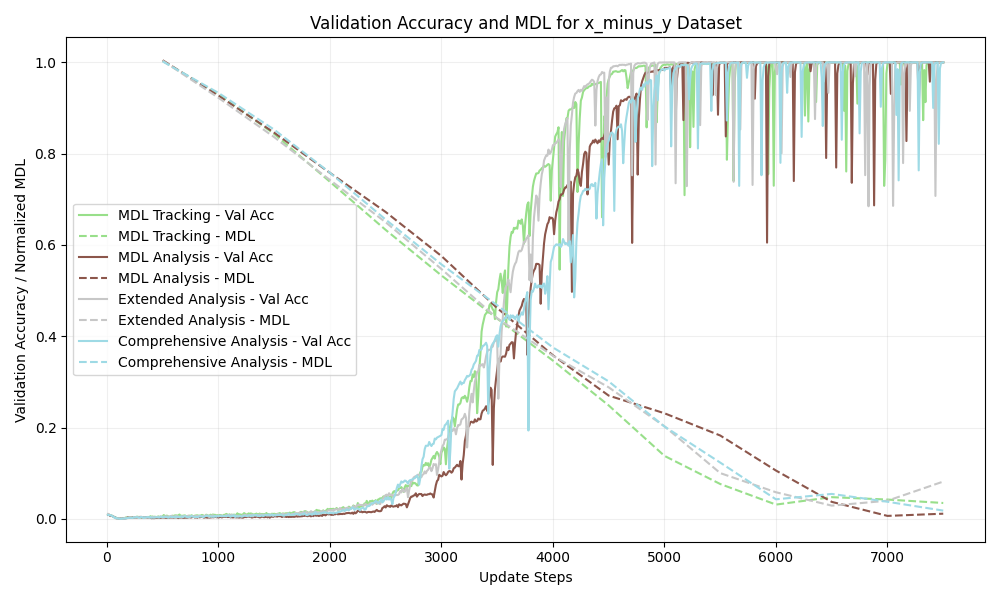 Validation Accuracy and MDL for x_minus_y Dataset
Validation Accuracy / Normalized MDL
1.0
0.8
0.6
0.4
0.2
0.0
MDL Tracking - Val Acc
MDL Tracking - MDL
MDL Analysis - Val Acc
MDL Analysis - MDL
Extended Analysis - Val Acc
Extended Analysis - MDL
Comprehensive Analysis - Val Acc
Comprehensive Analysis - MDL
0 1000 2000 3000 4000 5000 6000 7000
Update Steps